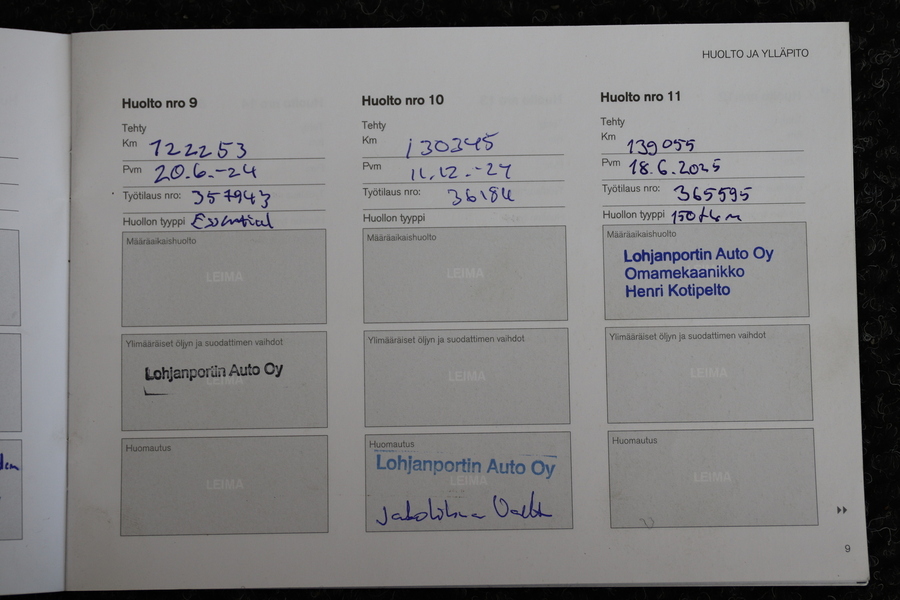 HUOLTO JA YLLÄPITO
Huolto nro 9
Tehty
Km 122253
Pvm 20.6.-24
Työtilaus nro: 357943
Huollon tyyppi Essential
Määräaikaishuolto
LEIMA
Ylimääräiset öljyn ja suodattimen vaihdot
Lohjanportin Auto Oy
LEIMA
Huomautus
LEIMA
Huolto nro 10
Tehty
Km 130345
Pvm 11.12.-24
36184
Huollon tyyppi
Määräaikaishuolto
LEIMA
Ylimääräiset öljyn ja suodattimen vaihdot
LEIMA
Huomautus
Lohjanportin Auto Oy
LEIMA
Huolto nro 11
Tehty
Km 139055
Pvm 18.6.2025
Työtilaus nro: 365595
Huollon tyyppi 150tkm
Määräaikaishuolto
Lohjanportin Auto Oy
Omamekaanikko
Henri Kotipelto
Ylimääräiset öljyn ja suodattimen vaihdot
LEIMA
Huomautus
LEIMA
9